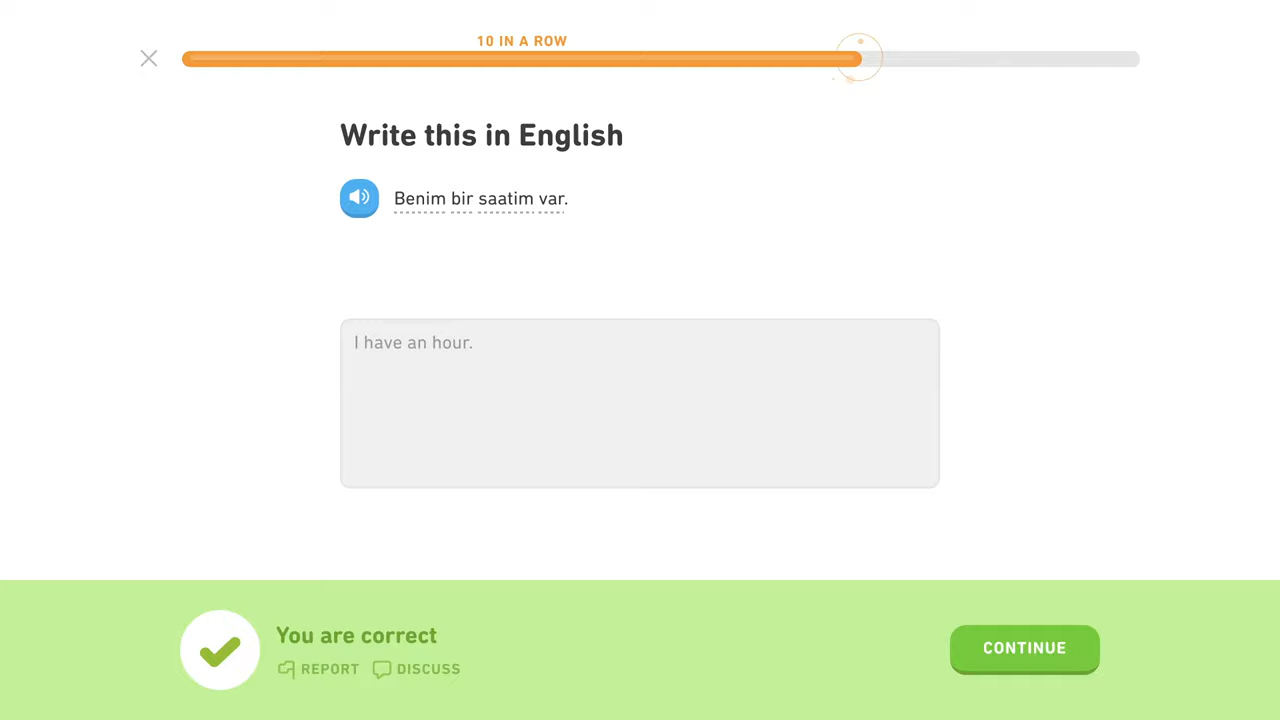 10 IN A ROW
Write this in English
Benim bir saatim var.
I have an hour.
You are correct
REPORT DISCUSS
CONTINUE